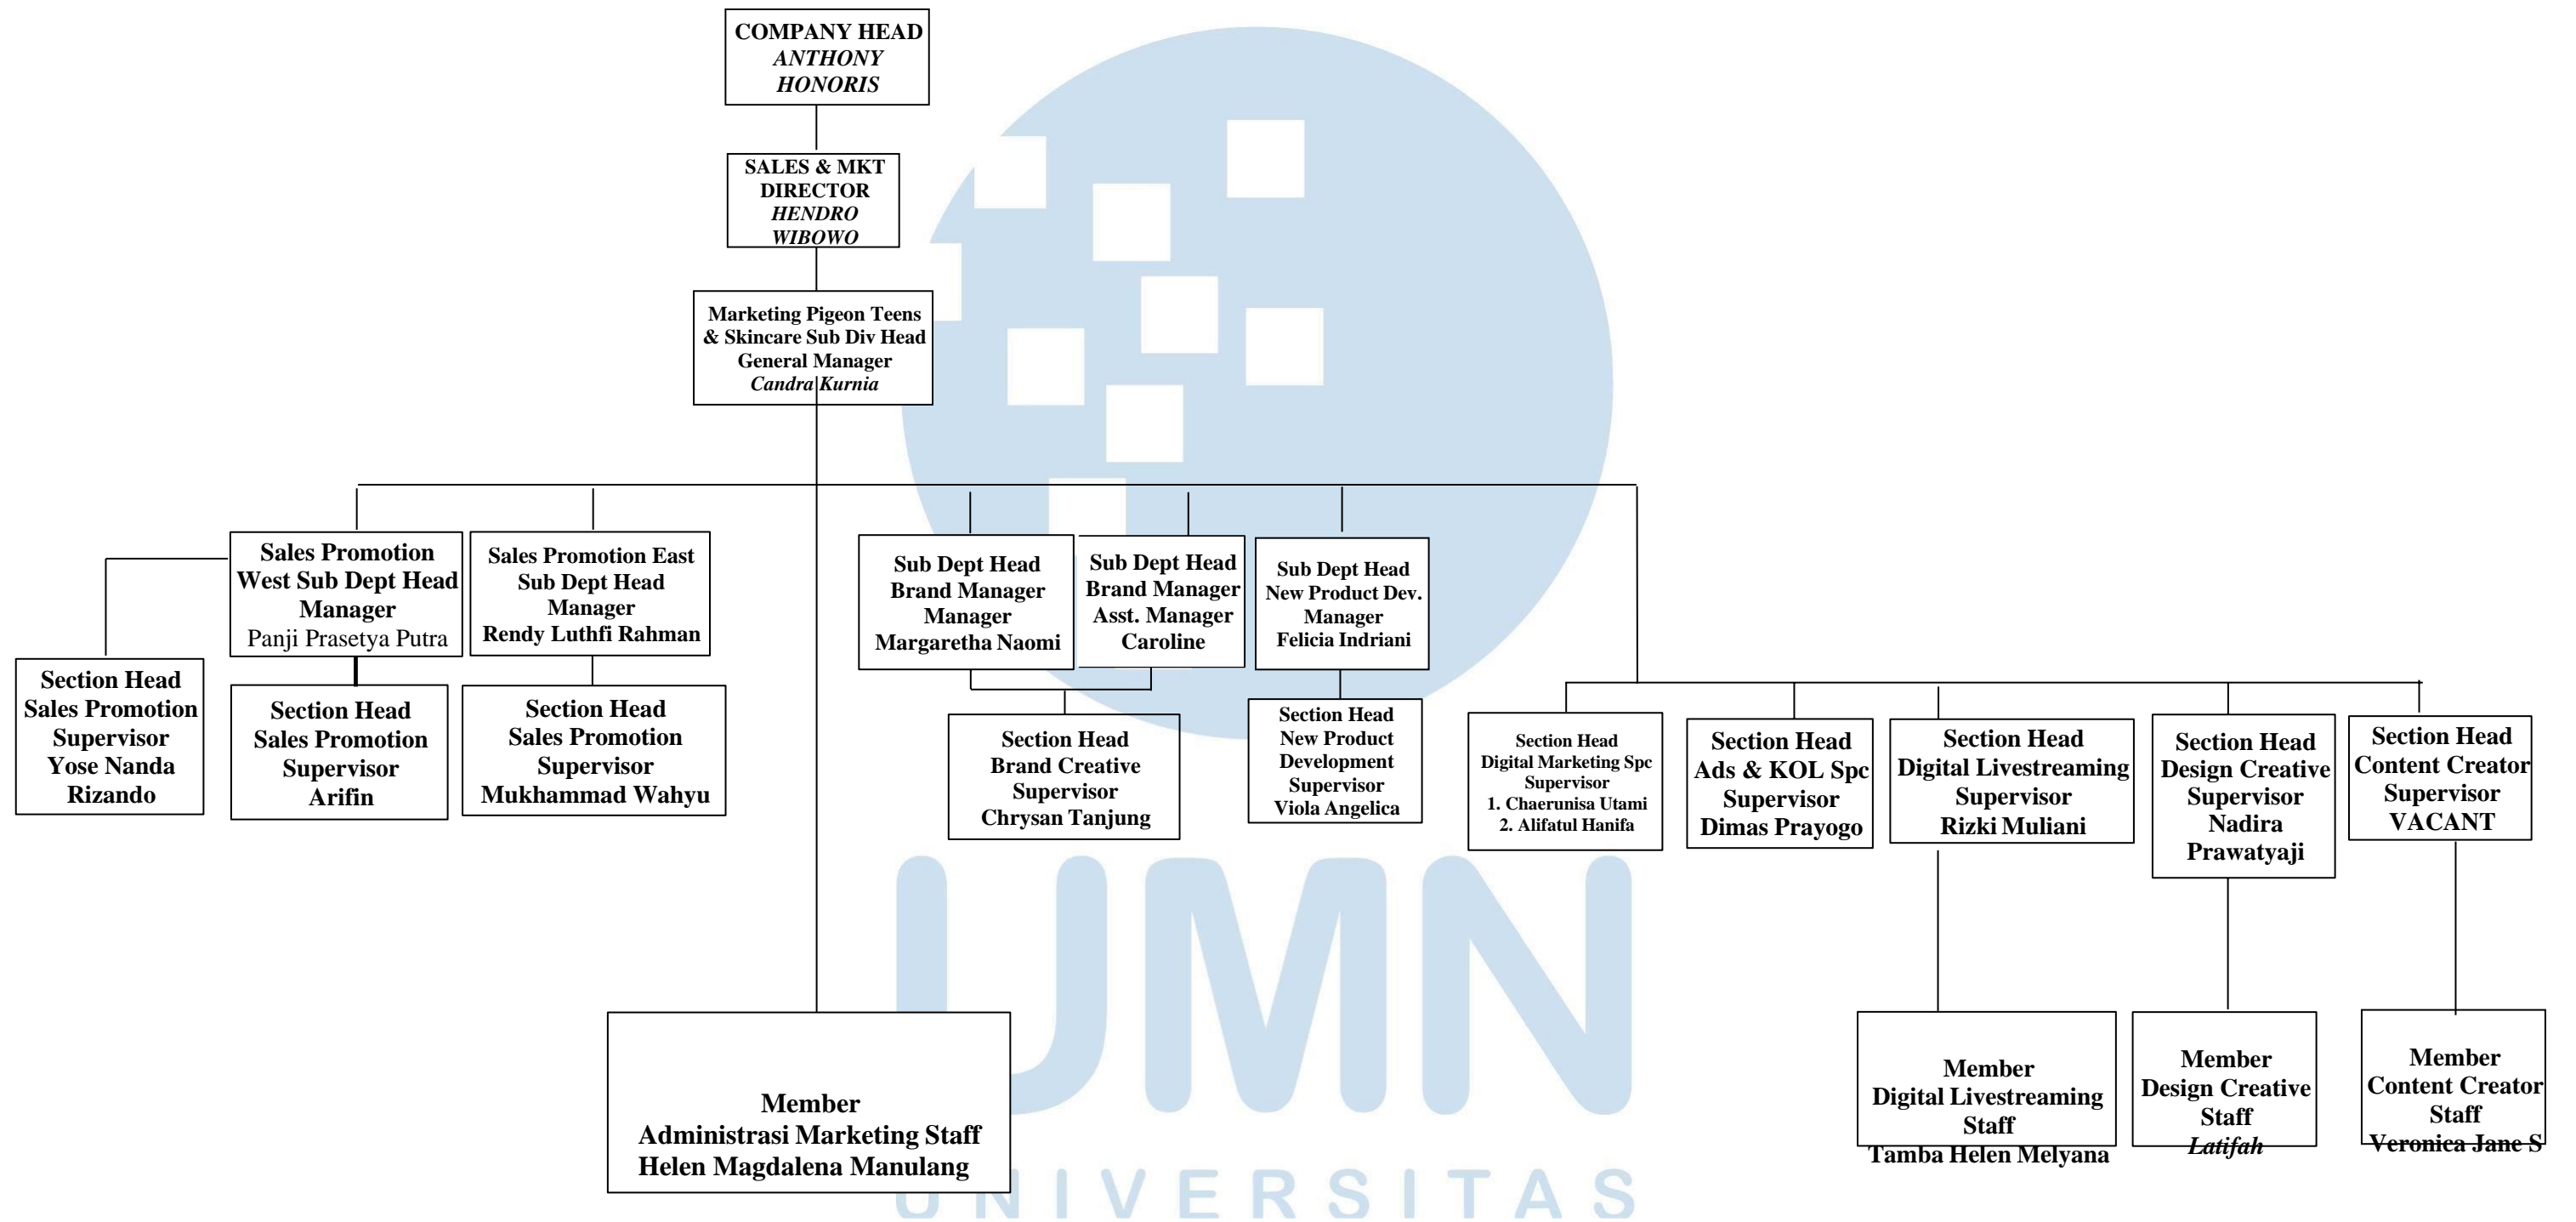 COMPANY HEAD
ANTHONY
HONORIS
SALES & MKT
DIRECTOR
HENDRO
WIBOWO
Marketing Pigeon Teens
& Skincare Sub Div Head
General Manager
Candra Kurnia
Sales Promotion
West Sub Dept Head
Manager
Panji Prasetya Putra
Sales Promotion East
Sub Dept Head
Manager
Rendy Luthfi Rahman
Sub Dept Head
Brand Manager
Manager
Margaretha Naomi
Sub Dept Head
Brand Manager
Asst. Manager
Caroline
Sub Dept Head
New Product Dev.
Manager
Felicia Indriani
Section Head
Sales Promotion
Supervisor
Yose Nanda
Rizando
Section Head
Sales Promotion
Supervisor
Arifin
Section Head
Sales Promotion
Supervisor
Mukhammad Wahyu
Section Head
Brand Creative
Supervisor
Chrysan Tanjung
Section Head
New Product
Development
Supervisor
Viola Angelica
Section Head
Digital Marketing Spc
Supervisor
1. Chaerunisa Utami
2. Alifatul Hanifa
Section Head
Ads & KOL Spc
Supervisor
Dimas Prayogo
Section Head
Digital Livestreaming
Supervisor
Rizki Muliani
Section Head
Design Creative
Supervisor
Nadira
Prawatyaji
Section Head
Content Creator
Supervisor
VACANT
Member
Administrasi Marketing Staff
Helen Magdalena Manulang
Member
Digital Livestreaming
Staff
Tamba Helen Melyana
Member
Design Creative
Staff
Latifah
Member
Content Creator
Staff
Veronica Jane S
UMN
UNIVERSITAS